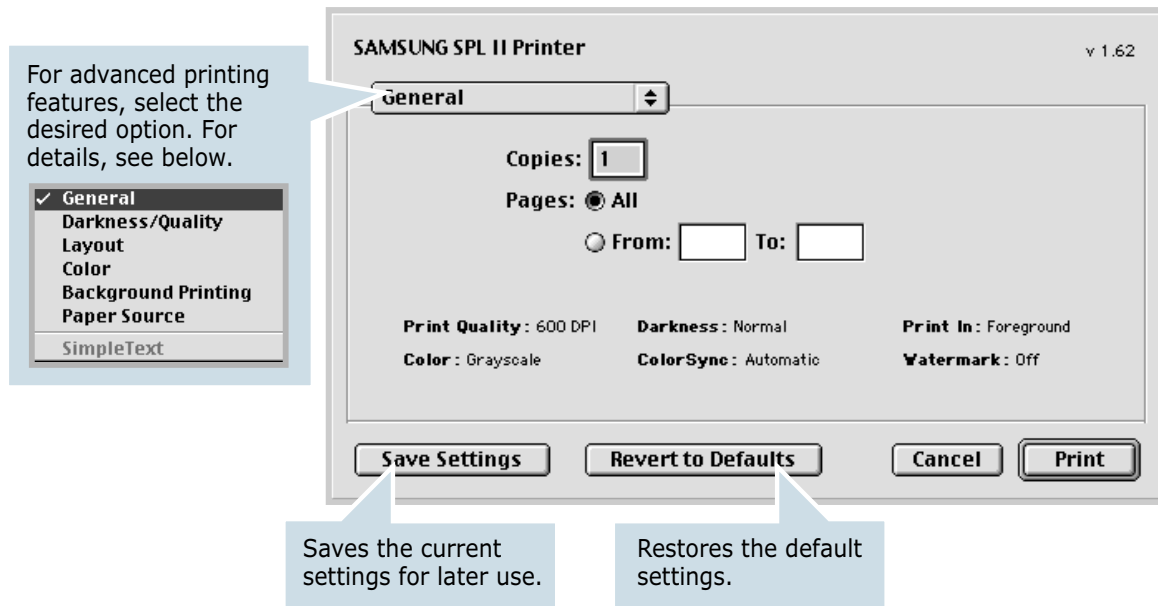 SAMSUNG SPL II Printer
v 1.62
For advanced printing
features, select the
desired option. For
details, see below.
General
✓ General
Darkness/Quality
Layout
Color
Background Printing
Paper Source
SimpleText
Copies: 1
Pages: All
From: To:
Print Quality: 600 DPI Darkness: Normal Print In: Foreground
Color: Grayscale ColorSync: Automatic Watermark: Off
Save Settings Revert to Defaults Cancel Print
Saves the current
settings for later use.
Restores the default
settings.